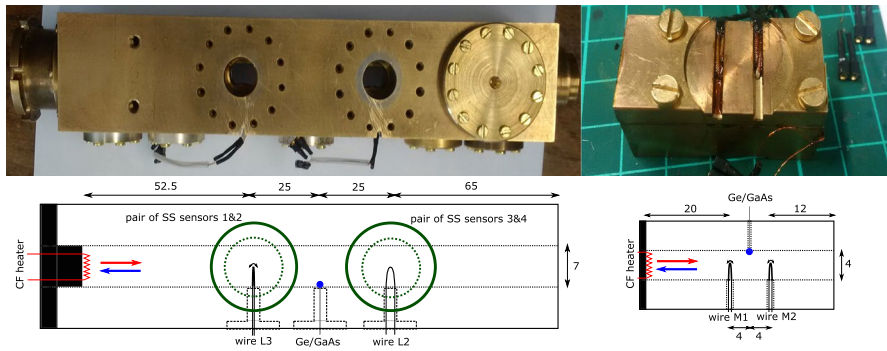 52.5
25
25
65
pair of SS sensors 1&2
pair of SS sensors 3&4
CF heater
7
wire L3
Ge/GaAs
wire L2
Ge/GaAs
20
12
CF heater
4
wire M1
wire M2
4
4